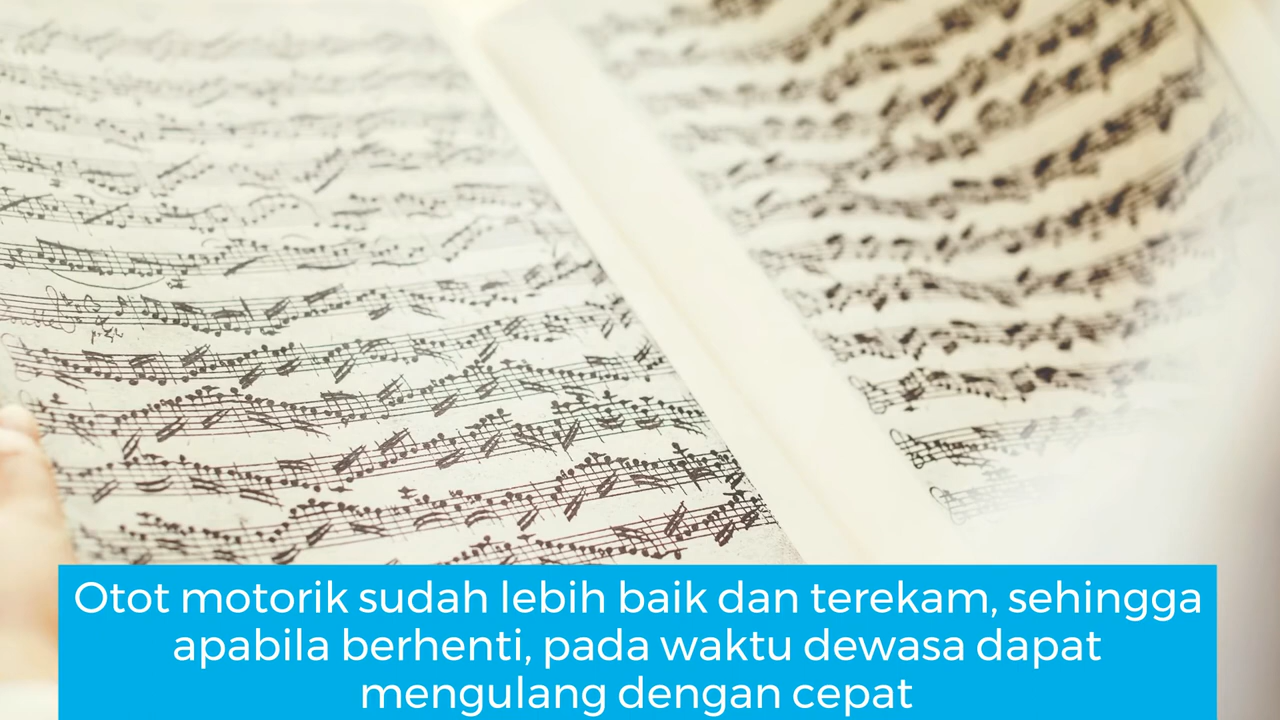 Otot motorik sudah lebih baik dan terekam, sehingga
apabila berhenti, pada waktu dewasa dapat
mengulang dengan cepat